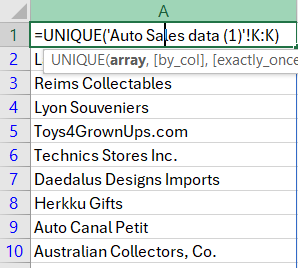 A
1 =UNIQUE('Auto Sales data (1)'!K:K)
2 L
UNIQUE(array, [by_col], [exactly_once
3 Reims Collectables
4 Lyon Souveniers
5 Toys4GrownUps.com
6 Technics Stores Inc.
7 Daedalus Designs Imports
8 Herkku Gifts
9 Auto Canal Petit
10 Australian Collectors, Co.